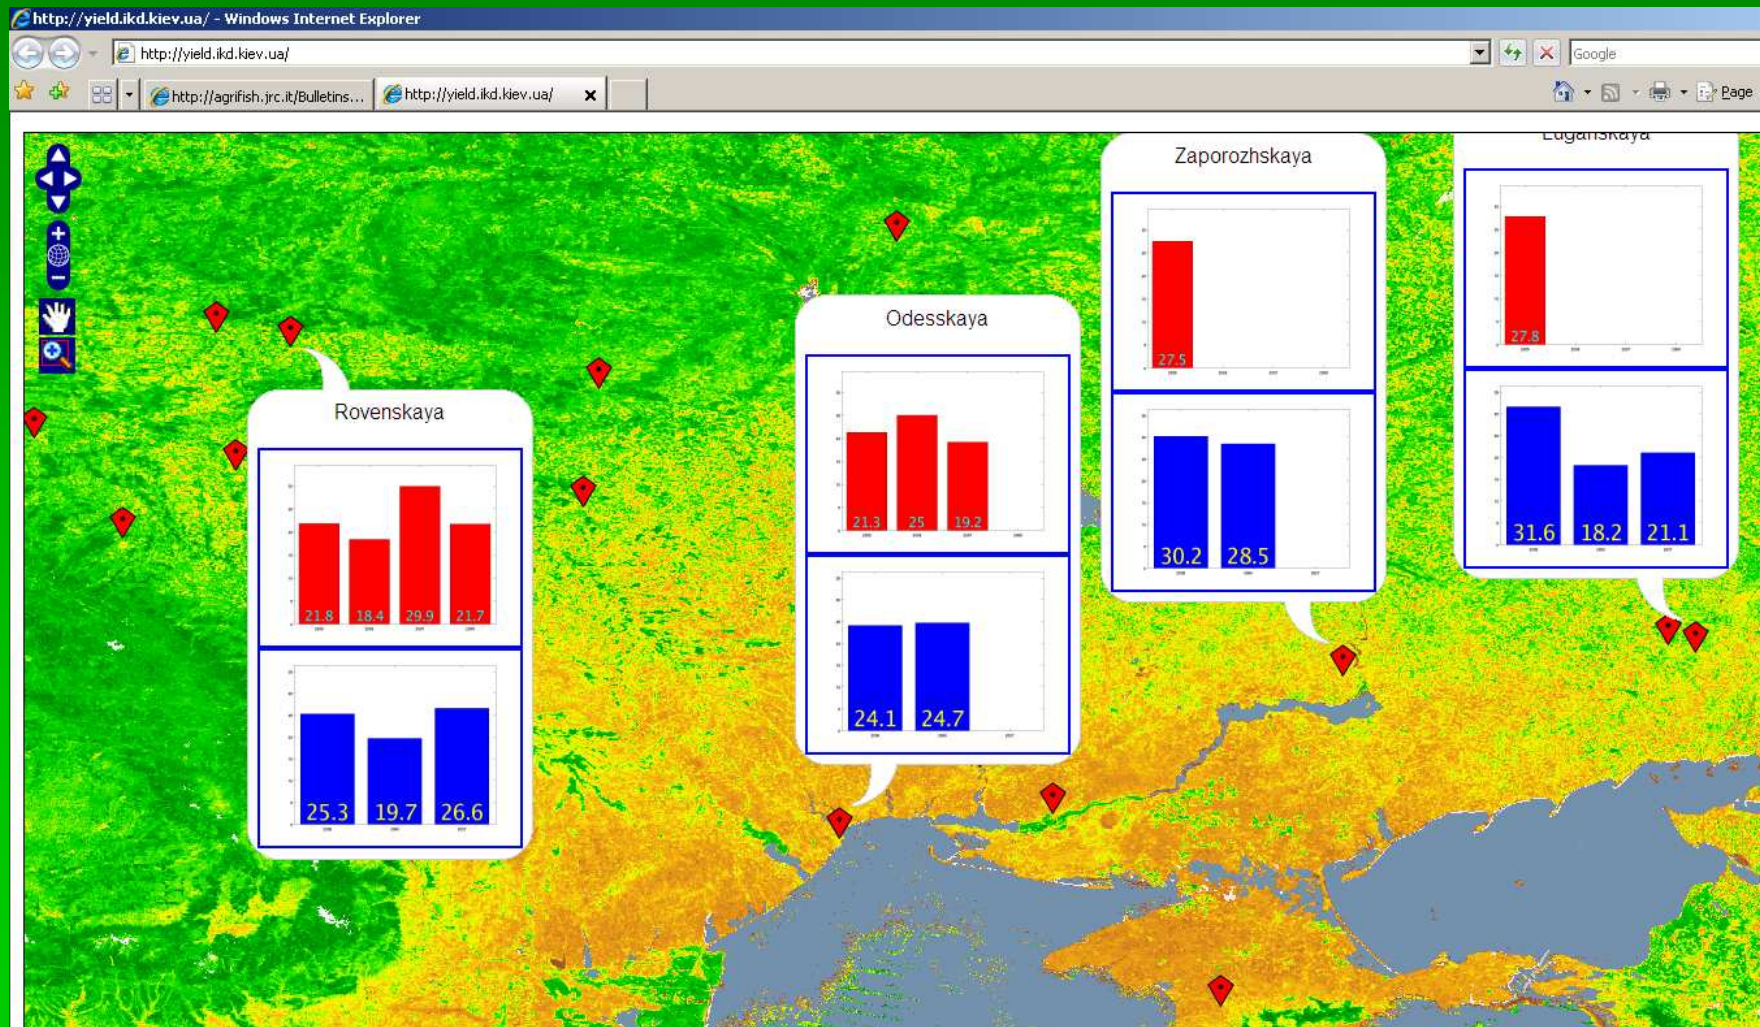 http://yield.ikd.kiev.ua/ - Windows Internet Explorer
http://yield.ikd.kiev.ua/
Google
http://agrifish.jrc.it/Bulletins...
http://yield.ikd.kiev.ua/
Page
Rovenskaya
21.8 18.4 29.9 21.7
25.3 19.7 26.6
Odesskaya
21.3 25 19.2
24.1 24.7
Zaporozhskaya
27.5
30.2 28.5
Luganskaya
27.8
31.6 18.2 21.1